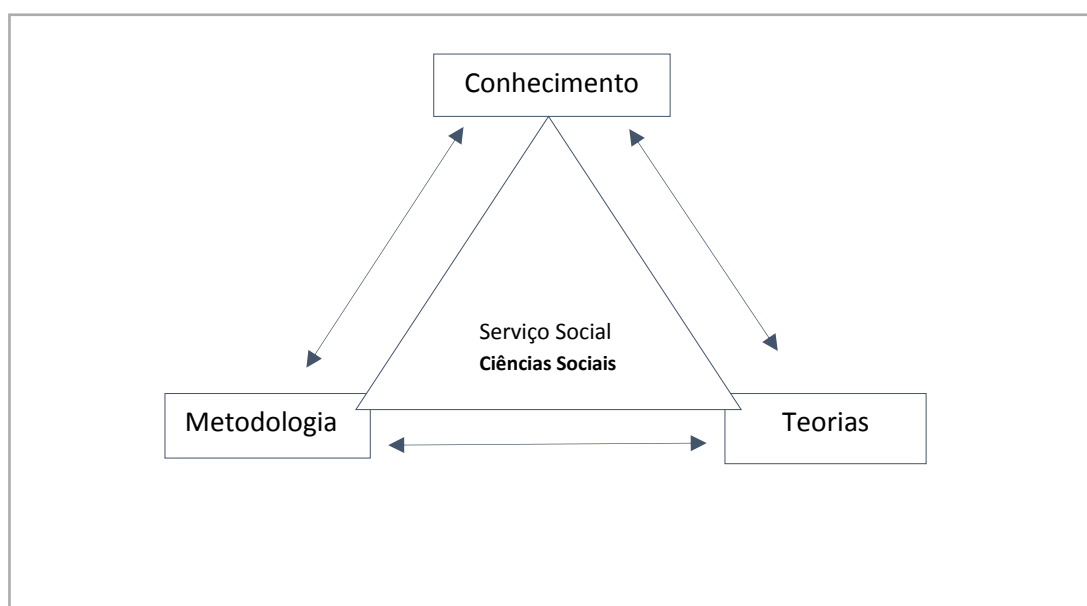 Conhecimento
Serviço Social
Ciências Sociais
Metodologia
Teorias